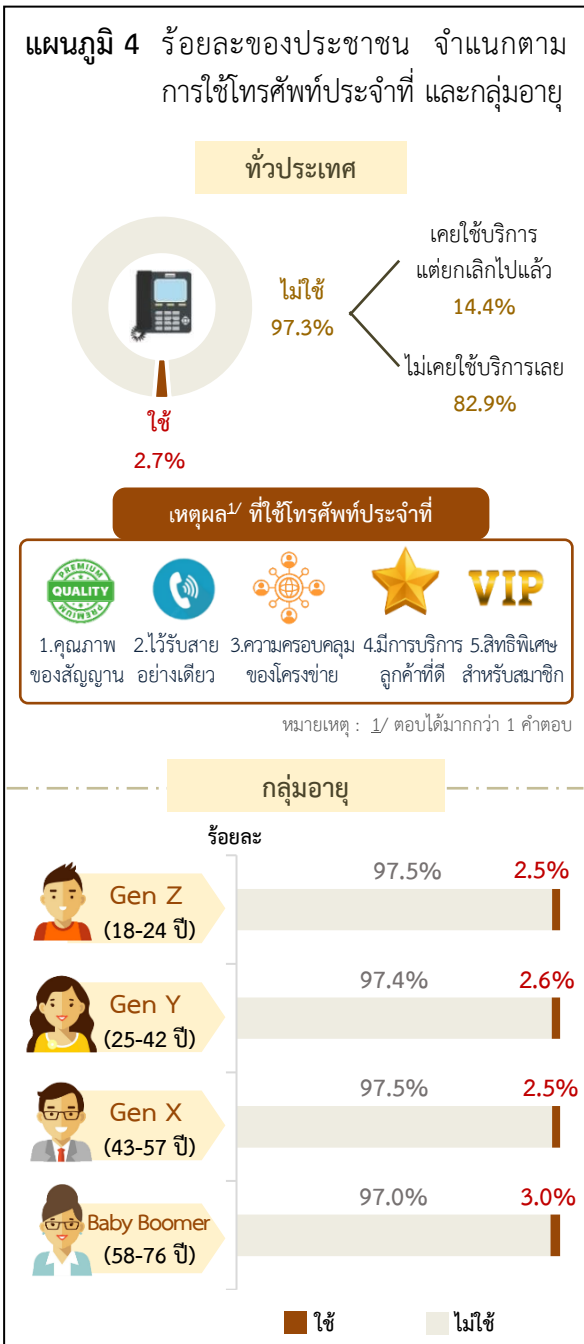 แผนภูมิ 4 ร้อยละของประชาชน จำแนกตาม
การใช้โทรศัพท์ประจำที่ และกลุ่มอายุ
ทั่วประเทศ
เคยใช้บริการ
แต่ยกเลิกไปแล้ว
14.4%
ไม่ใช้
97.3%
ไม่เคยใช้บริการเลย
82.9%
ใช้
2.7%
เหตุผล1/ ที่ใช้โทรศัพท์ประจำที่
PREMIUM
QUALITY
PREMIUM
VIP
1.คุณภาพ
ของสัญญาน
2.ไว้รับสาย
อย่างเดียว
3.ความครอบคลุม
ของโครงข่าย
4.มีการบริการ
ลูกค้าที่ดี
5.สิทธิพิเศษ
สำหรับสมาชิก
หมายเหตุ : 1/ ตอบได้มากกว่า 1 คำตอบ
กลุ่มอายุ
ร้อยละ
Gen Z
(18-24 ปี)
97.5% 2.5%
Gen Y
(25-42 ปี)
97.4% 2.6%
Gen X
(43-57 ปี)
97.5% 2.5%
Baby Boomer
(58-76 ปี)
97.0% 3.0%
ใช้ ไม่ใช้